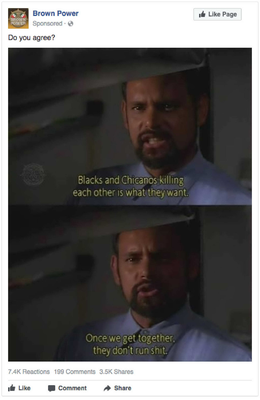 Brown Power
Sponsored ·
Like Page
Do you agree?
Blacks and Chicanos killing
each other is what they want.
Once we get together,
they don't run shit.
7.4K Reactions 199 Comments 3.5K Shares
Like Comment Share